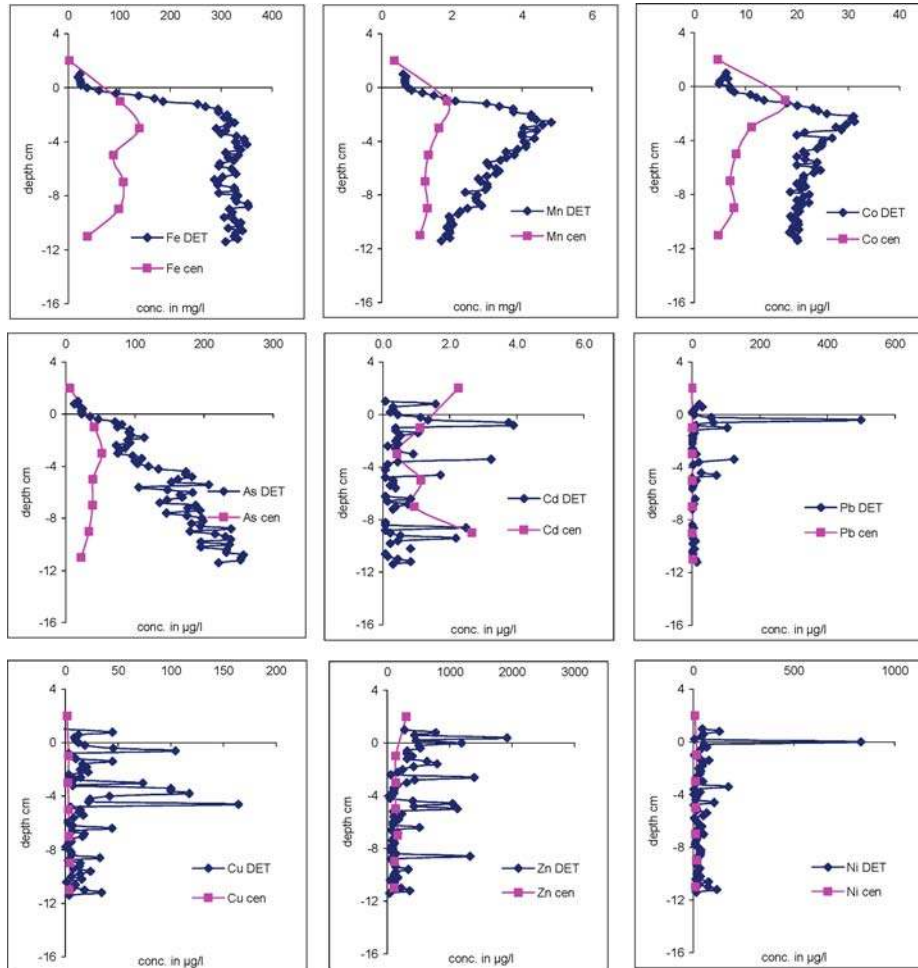 0 100 200 300 400
4
0
-4
-8
-12
-16
depth cm
Fe DET
Fe cen
conc. in mg/l
0 2 4 6
4
0
-4
-8
-12
-16
depth cm
Mn DET
Mn cen
conc. in mg/l
0 10 20 30 40
4
0
-4
-8
-12
-16
depth cm
Co DET
Co cen
conc. in µg/l
0 100 200 300
4
0
-4
-8
-12
-16
depth cm
As DET
As cen
conc. in µg/l
0.0 2.0 4.0 6.0
4
0
-4
-8
-12
-16
depth cm
Cd DET
Cd cen
conc. in µg/l
0 200 400 600
4
0
-4
-8
-12
-16
depth cm
Pb DET
Pb cen
conc. in µg/l
0 50 100 150 200
4
0
-4
-8
-12
-16
depth cm
Cu DET
Cu cen
conc. in µg/l
0 1000 2000 3000
4
0
-4
-8
-12
-16
depth cm
Zn DET
Zn cen
conc. in µg/l
0 500 1000
4
0
-4
-8
-12
-16
depth cm
Ni DET
Ni cen
conc. in µg/l